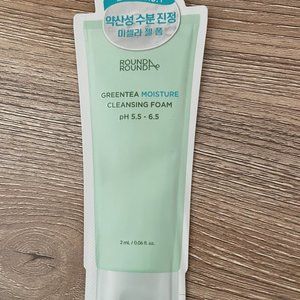 약산성 수분 진정
미셀라 젤 폼
ROUND A
ROUND
GREENTEA MOISTURE
CLEANSING FOAM
pH 5.5 - 6.5
2 mL / 0.06 fl. oz.